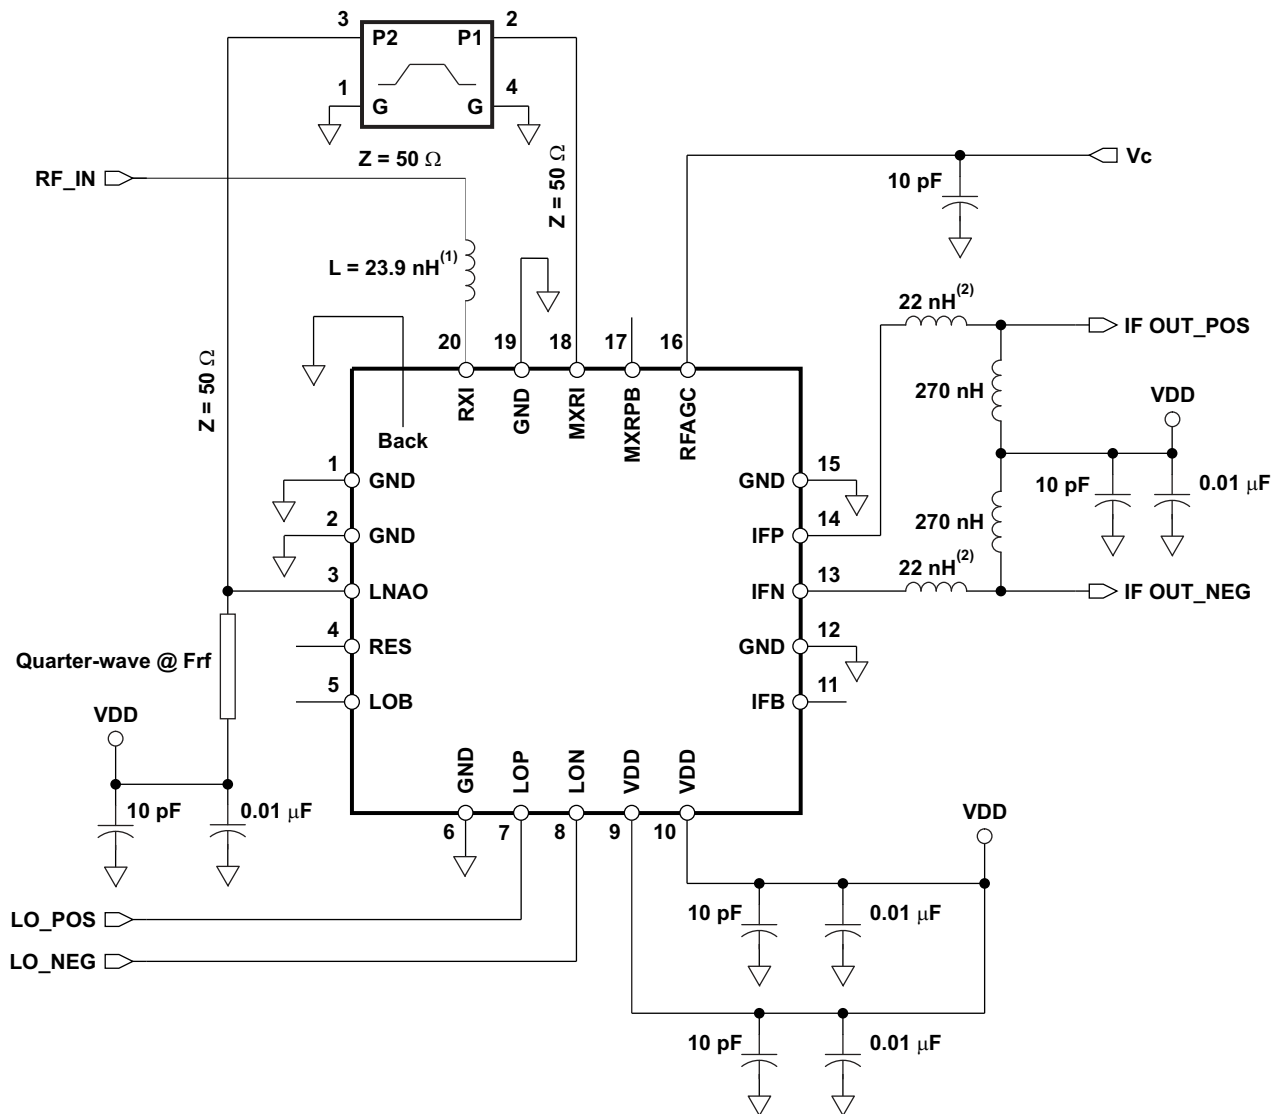 3
2
P2
P1
1
4
G
G
Z = 50 Ω
Z = 50 Ω
RF_IN
Vc
10 pF
L = 23.9 nH(1)
22 nH(2)
IF OUT_POS
20
19
18
17
16
RXI
GND
MXRI
MXRPB
RFAGC
270 nH
VDD
Z = 50 Ω
Back
1
GND
15
GND
10 pF
0.01 μF
2
GND
14
IFP
270 nH
3
LNAO
13
IFN
22 nH(2)
IF OUT_NEG
4
RES
12
GND
Quarter-wave @ Frf
5
LOB
11
IFB
VDD
GND
LOP
LON
VDD
VDD
10 pF
0.01 μF
6
7
8
9
10
VDD
LO_POS
10 pF
0.01 μF
LO_NEG
10 pF
0.01 μF